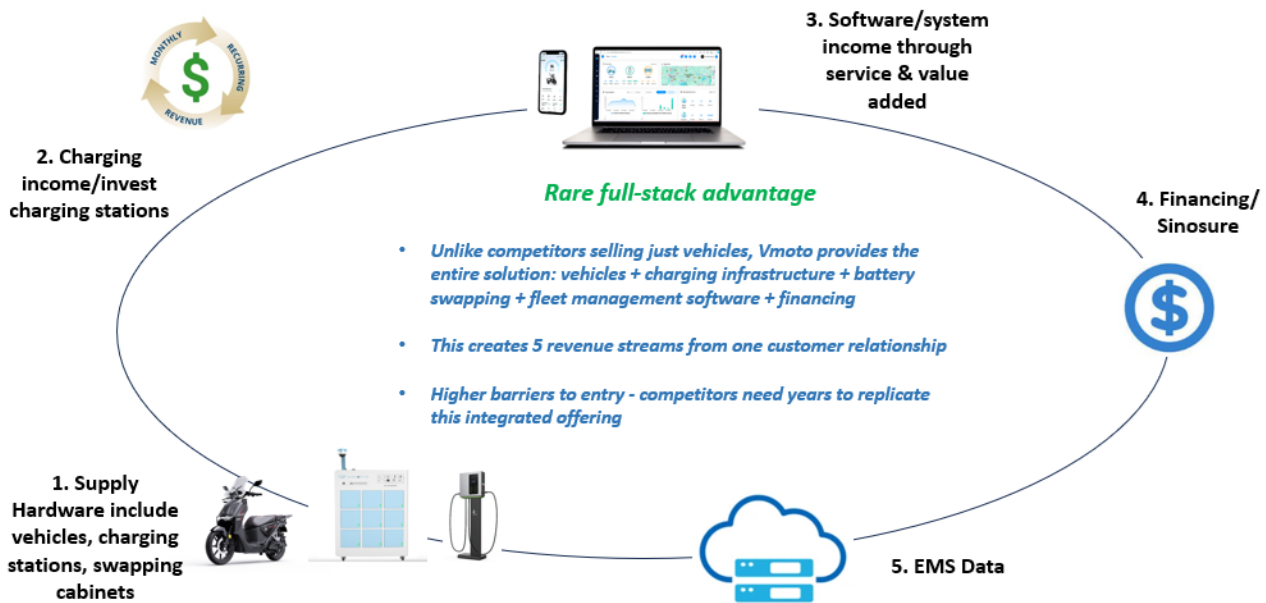 MONTHLY
RECURRING
REVENUE
$
3. Software/system
income through
service & value
added
2. Charging
income/invest
charging stations
Rare full-stack advantage
4. Financing/
Sinosure
• Unlike competitors selling just vehicles, Vmoto provides the
entire solution: vehicles + charging infrastructure + battery
swapping + fleet management software + financing
$
• This creates 5 revenue streams from one customer relationship
• Higher barriers to entry - competitors need years to replicate
this integrated offering
1. Supply
Hardware include
vehicles, charging
stations, swapping
cabinets
5. EMS Data